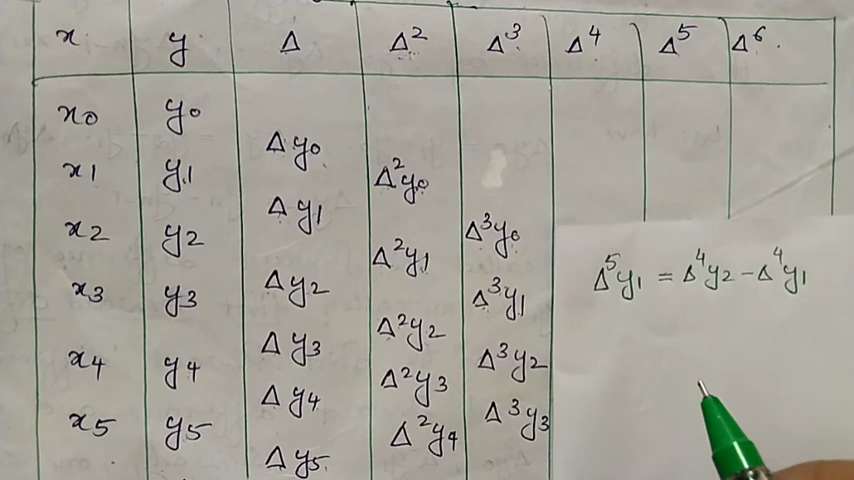 x y Δ Δ² Δ³ Δ⁴ Δ⁵ Δ⁶
x₀ y₀
Δy₀
x₁ y₁ Δ²y₀
Δy₁
x₂ y₂ Δ³y₀
Δ²y₁
Δ⁵y₁ = Δ⁴y₂ - Δ⁴y₁
x₃ y₃ Δy₂ Δ³y₁
Δ²y₂
Δy₃
x₄ y₄ Δ³y₂
Δ²y₃
Δy₄
x₅ y₅ Δ²y₄ Δ³y₃
Δy₅